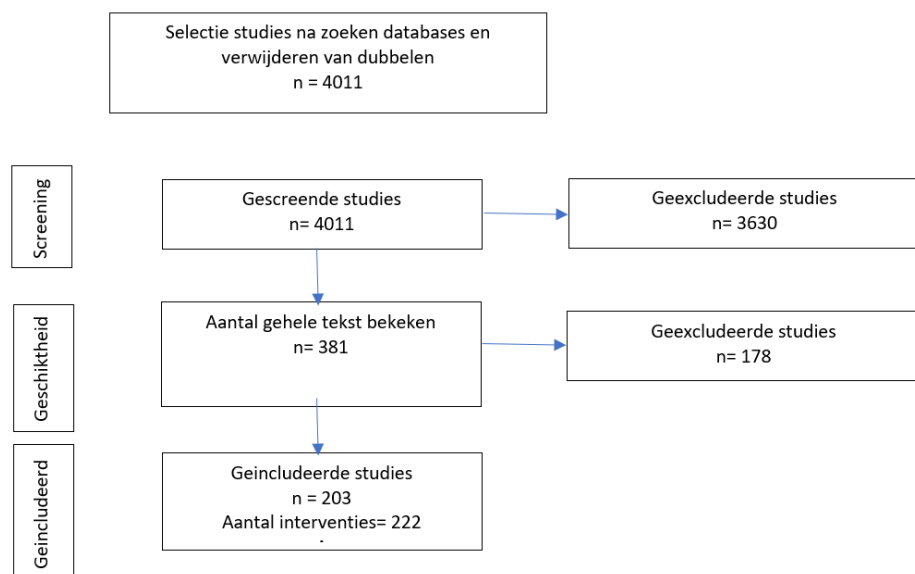 Selectie studies na zoeken databases en
verwijderen van dubbelen
n = 4011
Screening
Gescreende studies
n= 4011
Geexcludeerde studies
n= 3630
Geschiktheid
Aantal gehele tekst bekeken
n= 381
Geexcludeerde studies
n= 178
Geincludeerd
Geincludeerde studies
n = 203
Aantal interventies= 222